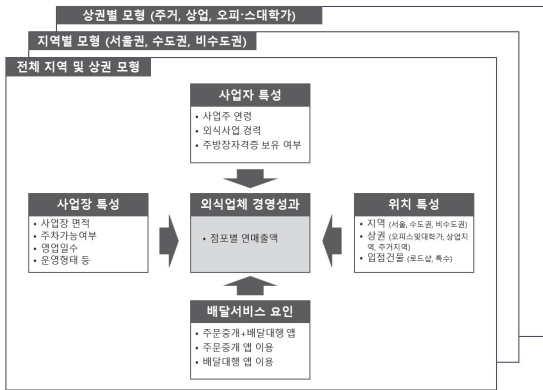 상권별 모형 (주거, 상업, 오피·스대학가)
지역별 모형 (서울권, 수도권, 비수도권)
전체 지역 및 상권 모형
사업자 특성
• 사업주 연령
• 외식사업 경력
• 주방장자격증 보유 여부
사업장 특성
• 사업장 면적
• 주차가능여부
• 영업일수
• 운영형태 등
외식업체 경영성과
• 점포별 연매출액
위치 특성
• 지역 (서울, 수도권, 비수도권)
• 상권 (오피스및대학가, 상업지
역, 주거지역)
• 입점건물 (로드샵, 특수)
배달서비스 요인
• 주문중개+배달대행 앱
• 주문중개 앱 이용
• 배달대행 앱 이용